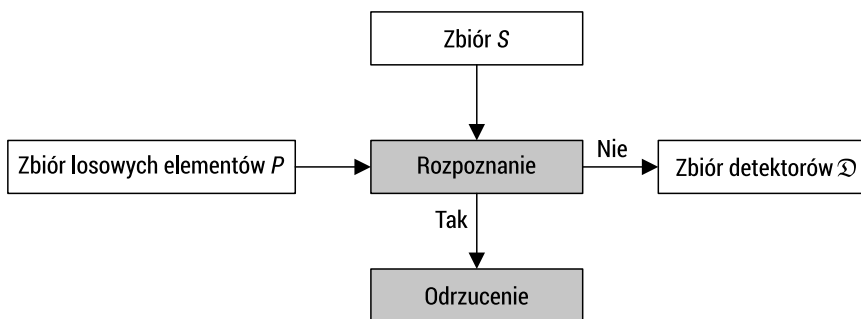 Zbiór S
Zbiór losowych elementów P
Rozpoznanie
Nie
Zbiór detektorów 𝔇
Tak
Odrzucenie